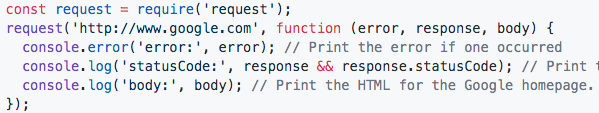 const request = require('request');
request('http://www.google.com', function (error, response, body) {
  console.error('error:', error); // Print the error if one occurred
  console.log('statusCode:', response && response.statusCode); // Print
  console.log('body:', body); // Print the HTML for the Google homepage.
});